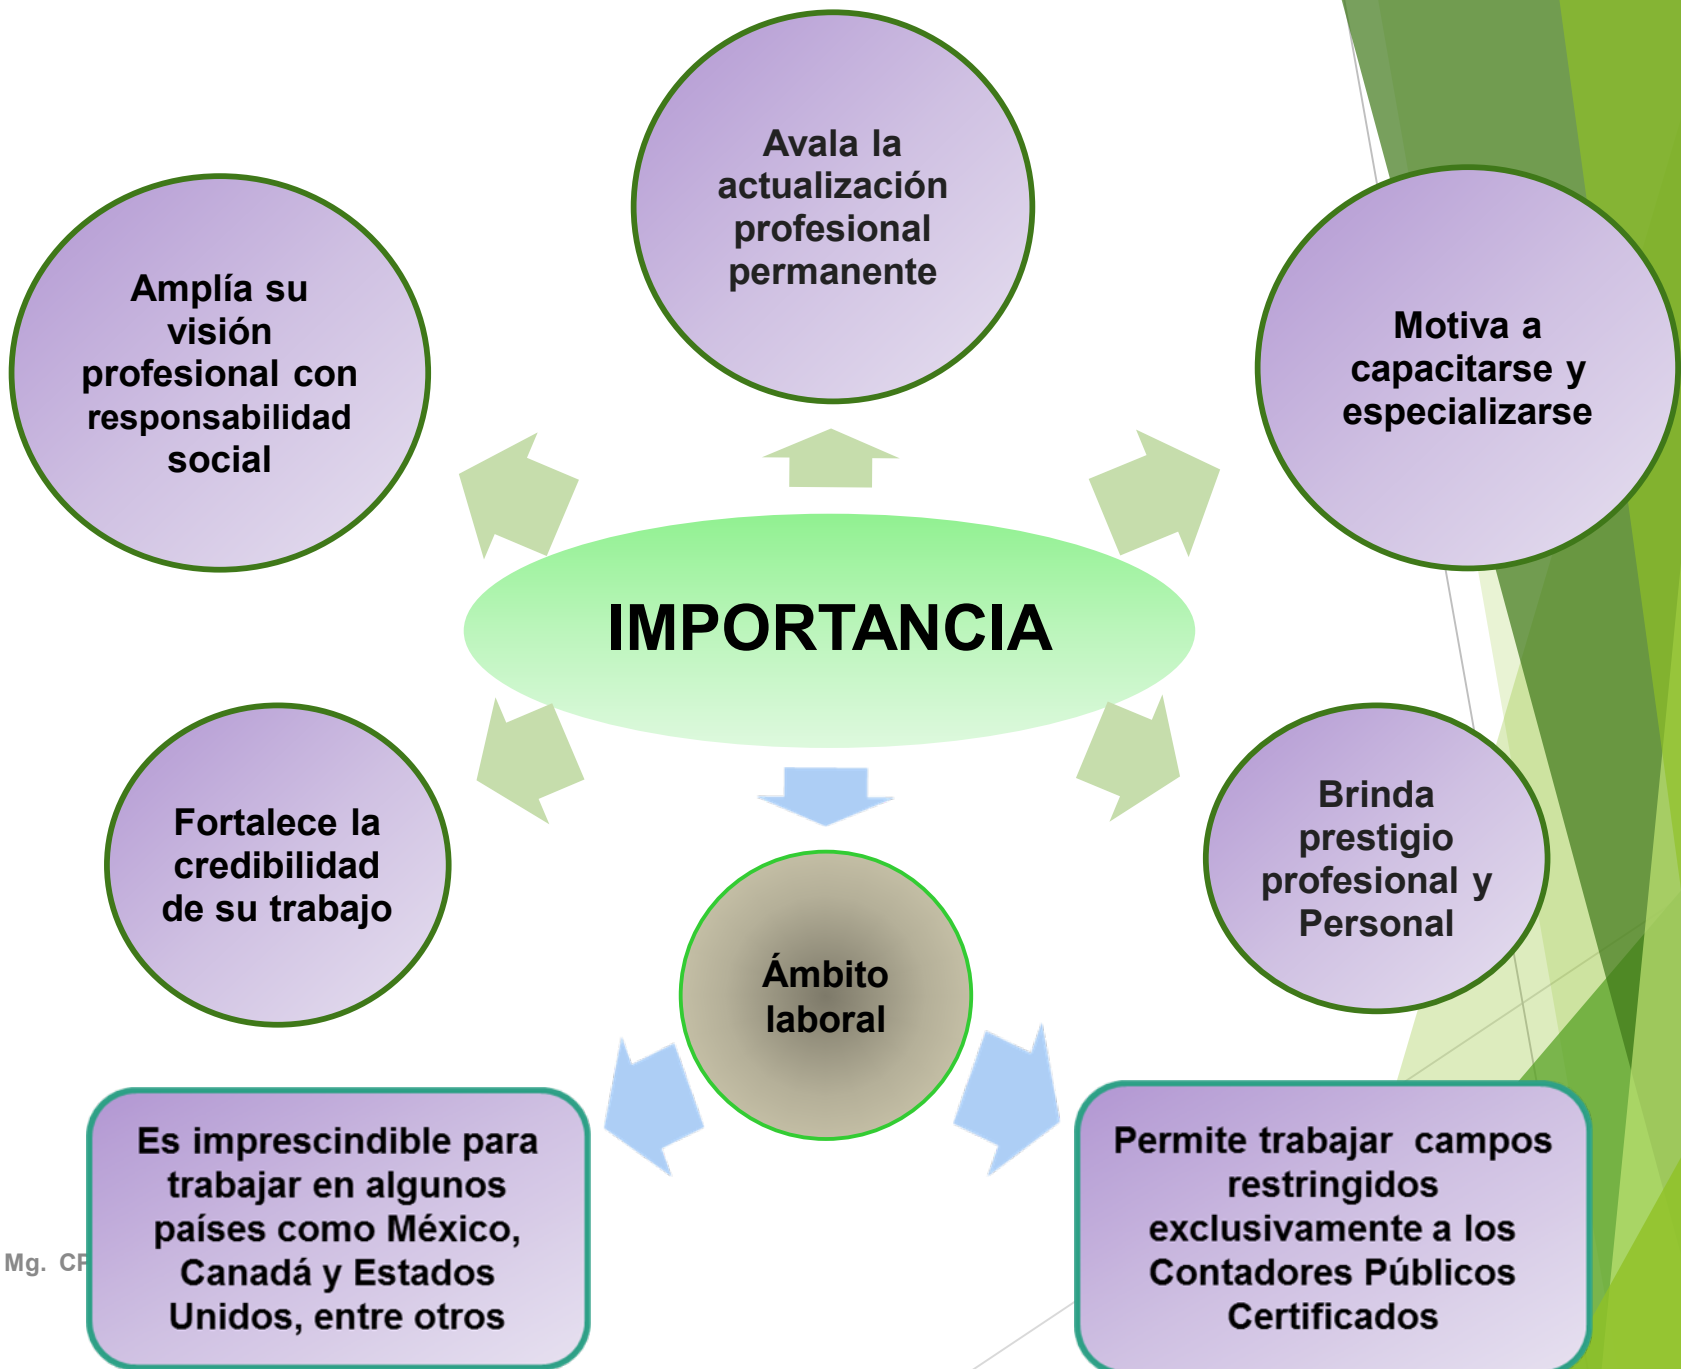 Avala la
actualización
profesional
permanente
Amplía su
visión
profesional con
responsabilidad
social
Motiva a
capacitarse y
especializarse
IMPORTANCIA
Fortalece la
credibilidad
de su trabajo
Brinda
prestigio
profesional y
Personal
Ámbito
laboral
Es imprescindible para
trabajar en algunos
países como México,
Canadá y Estados
Unidos, entre otros
Permite trabajar campos
restringidos
exclusivamente a los
Contadores Públicos
Certificados
Mg.